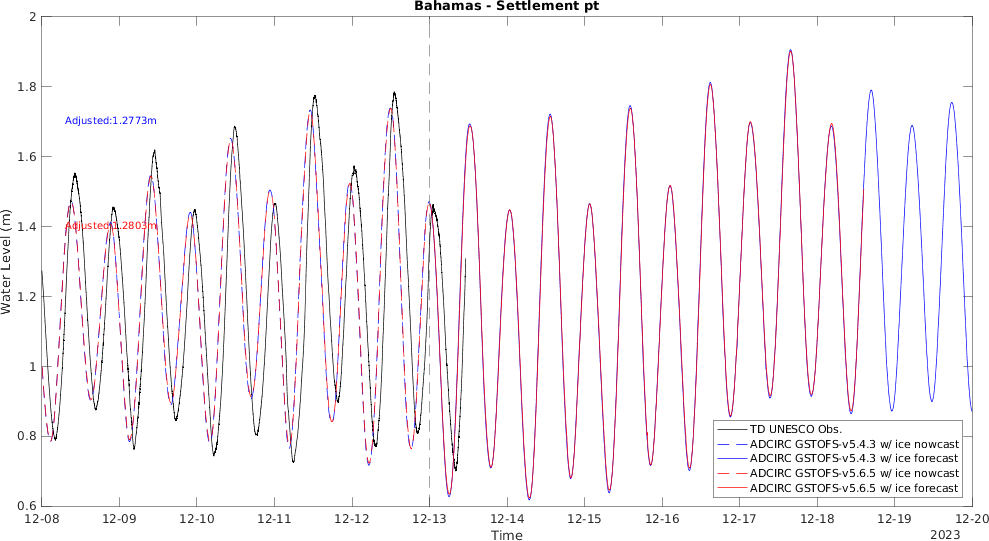 Bahamas - Settlement pt
2
1.8
1.6
1.4
1.2
1
0.8
0.6
Water Level (m)
Adjusted:1.2773m
Adjusted:1.2803m
TD UNESCO Obs.
ADCIRC GSTOFS-v5.4.3 w/ ice nowcast
ADCIRC GSTOFS-v5.4.3 w/ ice forecast
ADCIRC GSTOFS-v5.6.5 w/ ice nowcast
ADCIRC GSTOFS-v5.6.5 w/ ice forecast
12-08 12-09 12-10 12-11 12-12 12-13 12-14 12-15 12-16 12-17 12-18 12-19 12-20
Time 2023